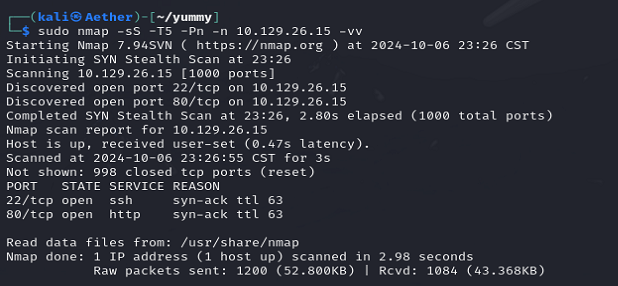 ┌──(kali㉿Aether)-[~/yummy]
└─$ sudo nmap -sS -T5 -Pn -n 10.129.26.15 -vv
Starting Nmap 7.94SVN ( https://nmap.org ) at 2024-10-06 23:26 CST
Initiating SYN Stealth Scan at 23:26
Scanning 10.129.26.15 [1000 ports]
Discovered open port 22/tcp on 10.129.26.15
Discovered open port 80/tcp on 10.129.26.15
Completed SYN Stealth Scan at 23:26, 2.80s elapsed (1000 total ports)
Nmap scan report for 10.129.26.15
Host is up, received user-set (0.47s latency).
Scanned at 2024-10-06 23:26:55 CST for 3s
Not shown: 998 closed tcp ports (reset)
PORT   STATE SERVICE REASON
22/tcp open  ssh     syn-ack ttl 63
80/tcp open  http    syn-ack ttl 63

Read data files from: /usr/share/nmap
Nmap done: 1 IP address (1 host up) scanned in 2.98 seconds
           Raw packets sent: 1200 (52.800KB) | Rcvd: 1084 (43.368KB)